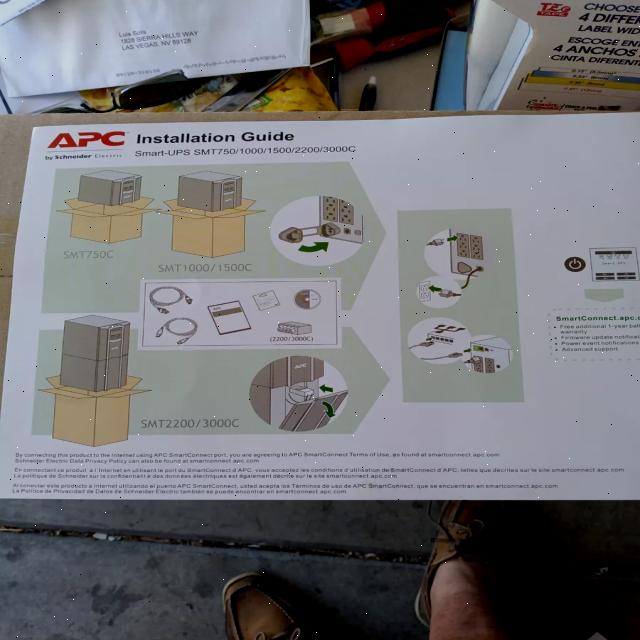 Luis Sols
1928 SIERRA HILLS WAY
LAS VEGAS, NV 89128
TZe
CHOOSE
4 DIFFE
LABEL WID
ESCOGE EN
4 ANCHO
CINTA DIFERENT
APC Installation Guide
by Schneider Electric
Smart-UPS SMT750/1000/1500/2200/3000C
SMT750C
SMT1000/1500C
(2200/3000C)
SMT2200/3000C
SmartConnect.apc.c
Free additional 1-year
warranty
Firmware update notificat
Power event notifications
Advanced support
By connecting this product to the Internet using APC SmartConnect port, you are agreeing to APC SmartConnect Terms of Use, as found at smartconnect.apc.com
Schneider Electric Data Privacy Policy can also be found at smartconnect.apc.com
En connectant ce produit à l'Internet en utilisant le port du SmartConnect d'APC, vous acceptez les conditions d'utilisation de SmartConnect d'APC, telles que décrites sur le site smartconnect.apc.com
La politique de Schneider sur la confidentialité des données électriques est également décrite sur le site smartconnect.apc.com
Al conectar este producto a Internet utilizando el puerto APC SmartConnect, usted acepta los Términos de uso de APC SmartConnect, que se encuentran en smartconnect.apc.com
La Política de Privacidad de Datos de Schneider Electric también se puede encontrar en smartconnect.apc.com